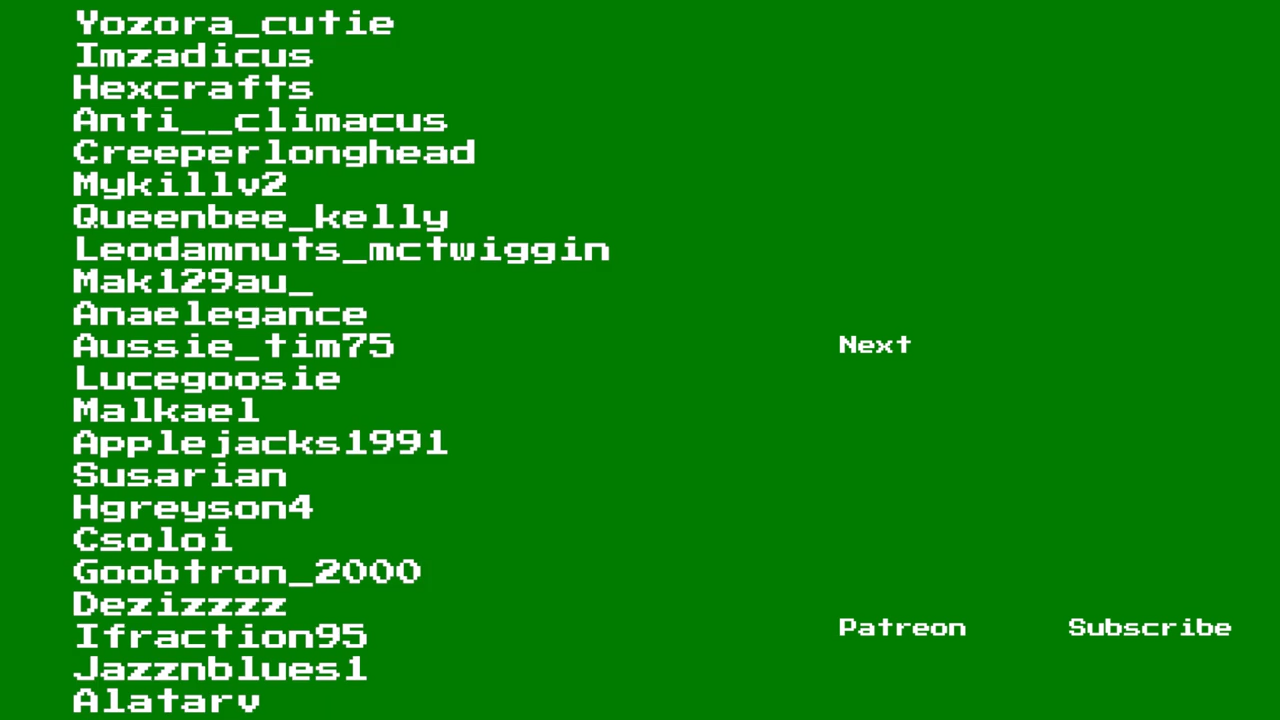 Yozora_cutie
Imzadicus
Hexcrafts
Anti__climacus
Creeperlonghead
Mykillv2
Queenbee_kelly
Leodamnuts_mctwiggin
Mak129au_
Anaelegance
Aussie_tim75
Next
Lucegoosie
Malkael
Applejacks1991
Susarian
Hgreyson4
Csoloi
Goobtron_2000
Dezizzzz
Ifraction95
Patreon Subscribe
Jazznblues1
Alatarv